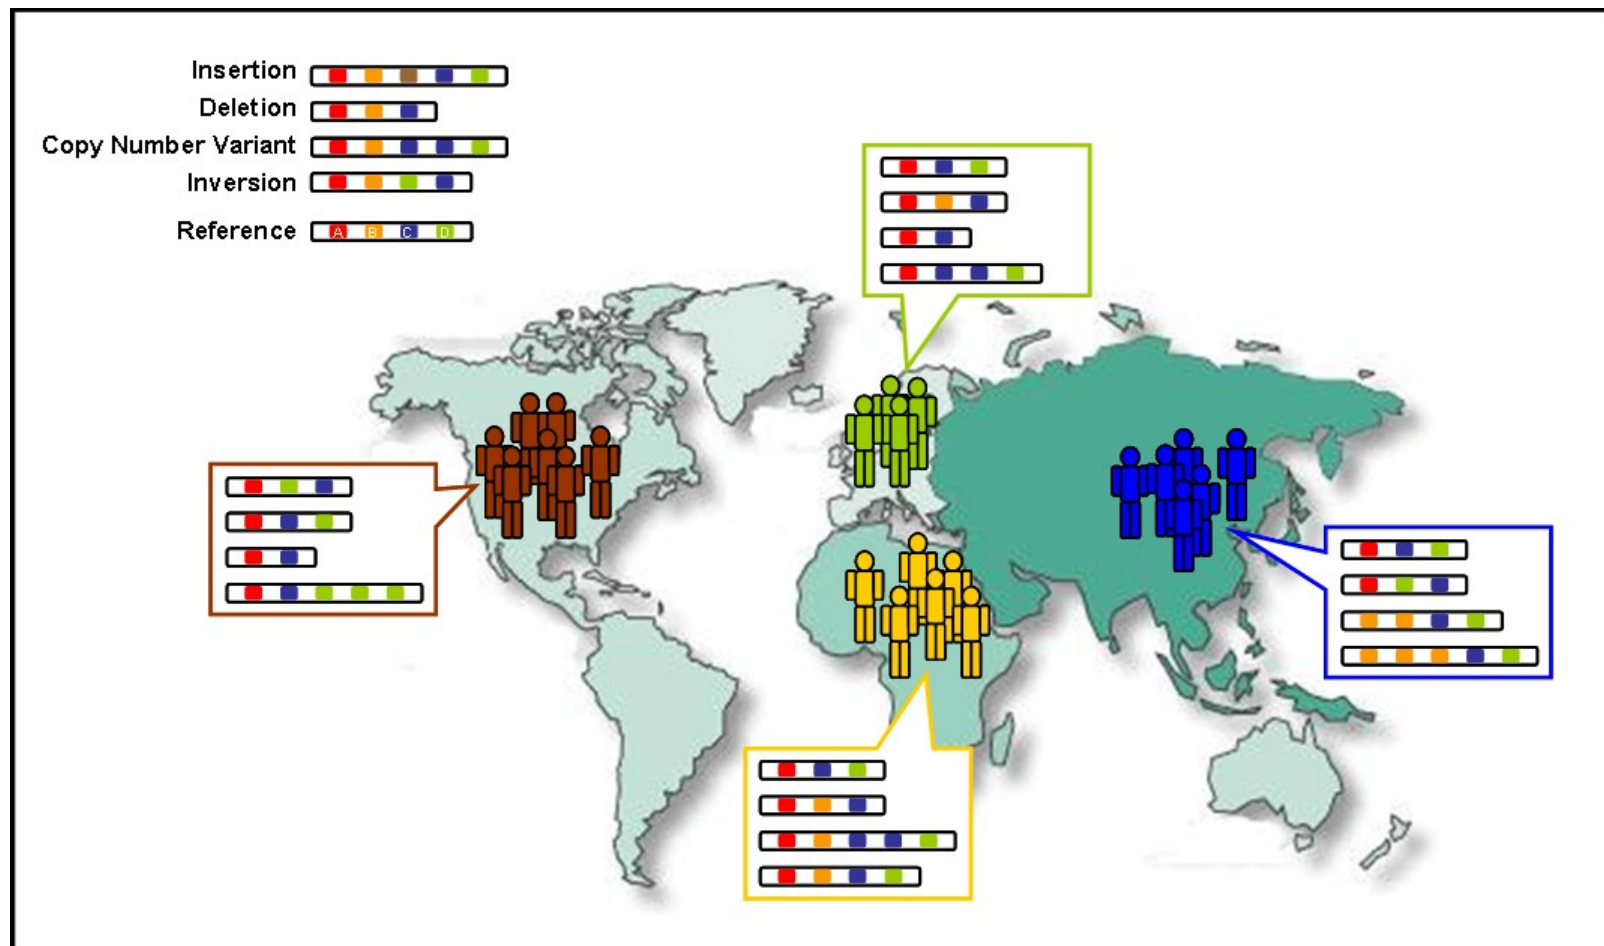 Insertion
Deletion
Copy Number Variant
Inversion
Reference A B C D